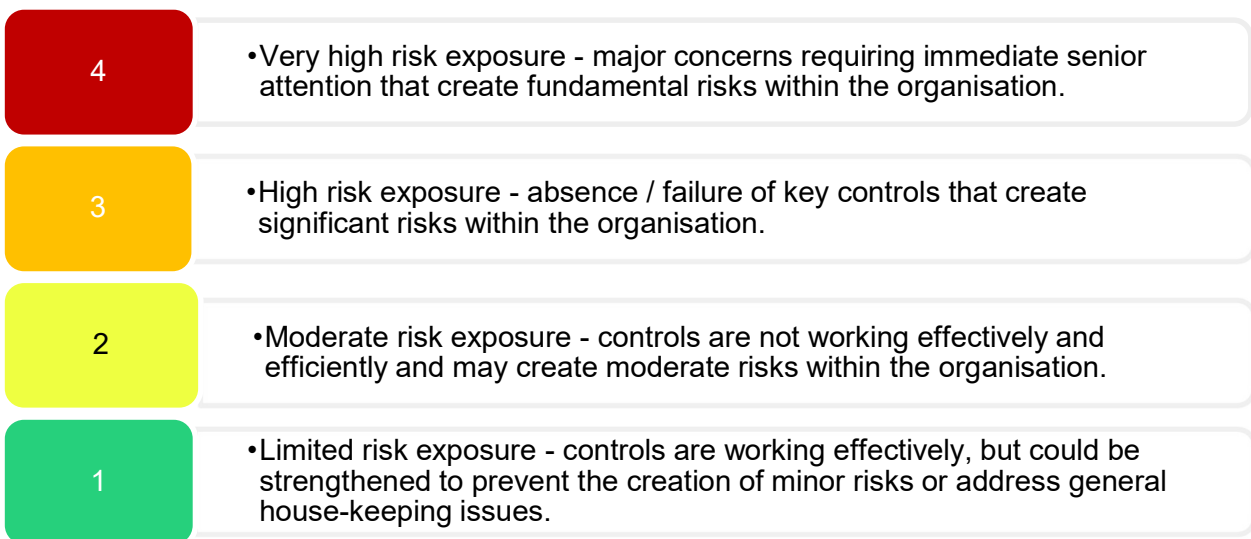 4
•Very high risk exposure - major concerns requiring immediate senior
attention that create fundamental risks within the organisation.
3
•High risk exposure - absence / failure of key controls that create
significant risks within the organisation.
2
•Moderate risk exposure - controls are not working effectively and
efficiently and may create moderate risks within the organisation.
1
•Limited risk exposure - controls are working effectively, but could be
strengthened to prevent the creation of minor risks or address general
house-keeping issues.